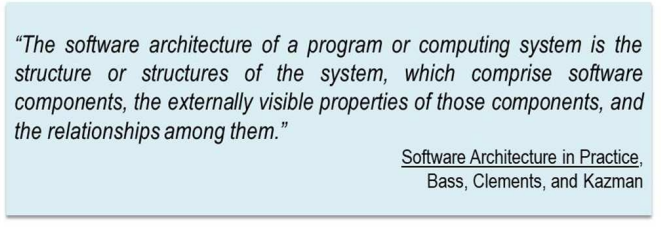 “The software architecture of a program or computing system is the
structure or structures of the system, which comprise software
components, the externally visible properties of those components, and
the relationships among them.”
Software Architecture in Practice,
Bass, Clements, and Kazman